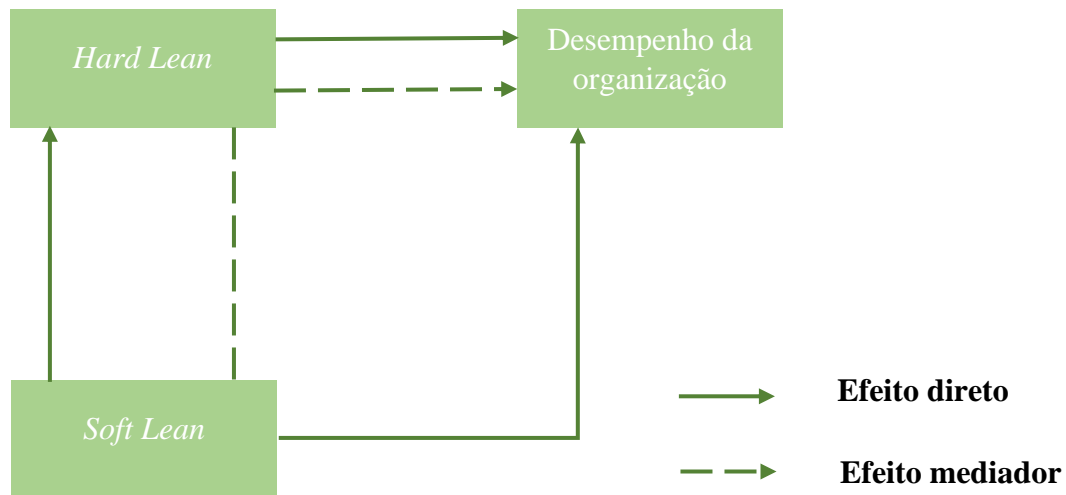 Hard Lean
Desempenho da
organização
Soft Lean
Efeito direto
Efeito mediador